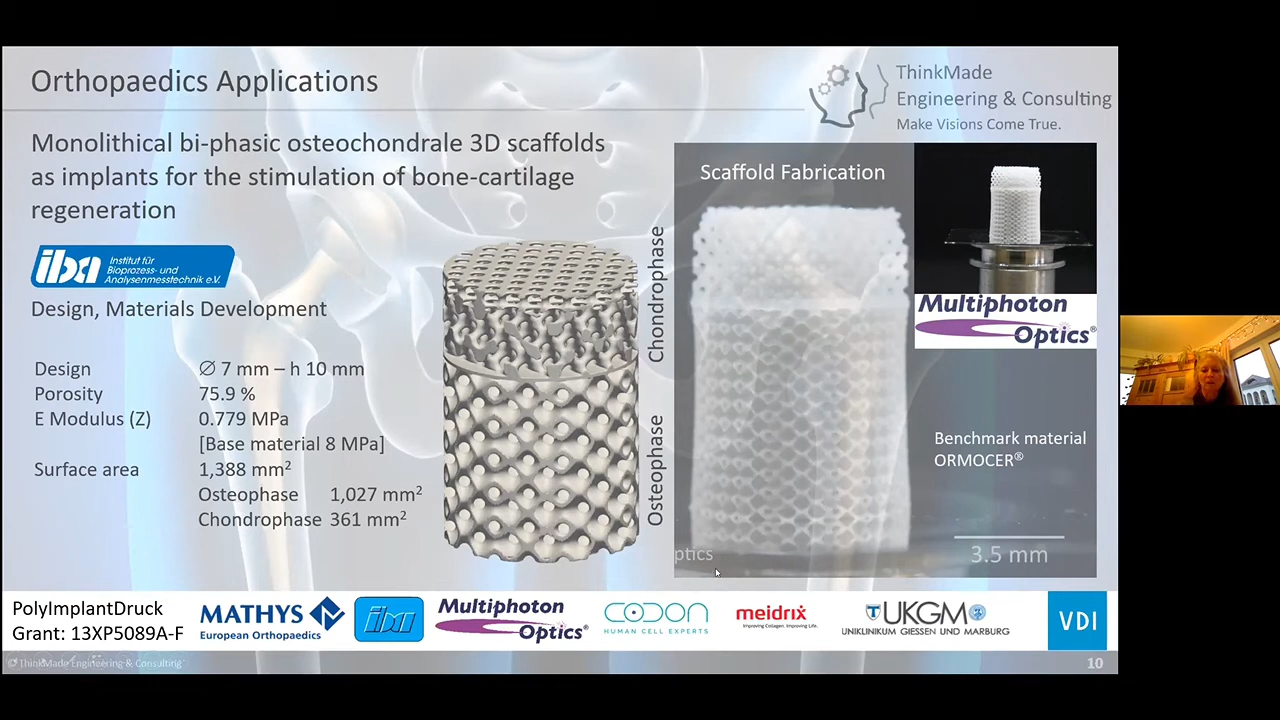 Orthopaedics Applications
ThinkMade
Engineering & Consulting
Make Visions Come True.
Monolithical bi-phasic osteochondrale 3D scaffolds
as implants for the stimulation of bone-cartilage
regeneration
iba Institut für
Bioprozess- und
Analysenmesstechnik e.V.
Design, Materials Development
Design ∅ 7 mm – h 10 mm
Porosity 75.9 %
E Modulus (Z) 0.779 MPa
[Base material 8 MPa]
Surface area 1,388 mm²
Osteophase 1,027 mm²
Chondrophase 361 mm²
Chondrophase
Osteophase
Scaffold Fabrication
Multiphoton
Optics®
Benchmark material
ORMOCER®
3.5 mm
ptics
PolyImplantDruck
Grant: 13XP5089A-F
MATHYS
European Orthopaedics
iba
Multiphoton
Optics®
CODON
HUMAN CELL EXPERTS
meidrix
Improving Collagen. Improving Life.
UKGM
UNIKLINIKUM GIESSEN UND MARBURG
VDI
© ThinkMade Engineering & Consulting
10